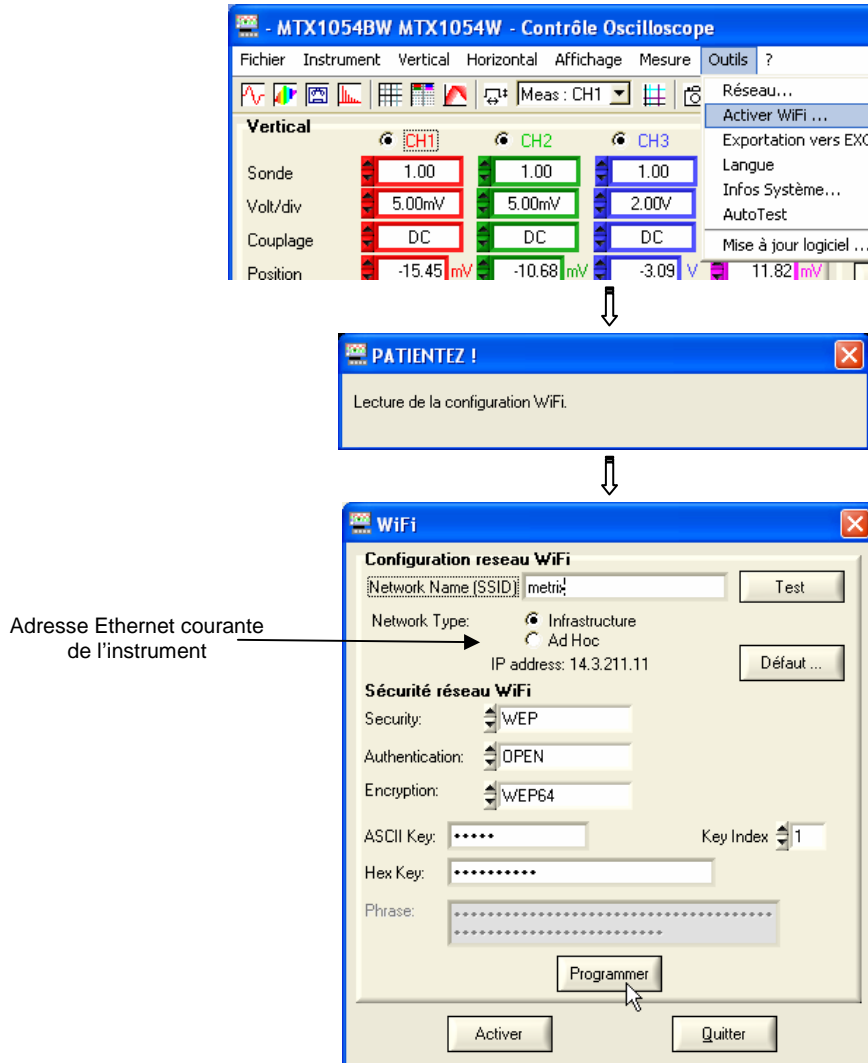 - MTX1054BW MTX1054W - Contrôle Oscilloscope
Fichier Instrument Vertical Horizontal Affichage Mesure Outils ?
Meas : CH1
Réseau...
Activer WiFi ...
Exportation vers EXC
Langue
Infos Système...
AutoTest
Mise à jour logiciel ...
Vertical
CH1 CH2 CH3
Sonde 1.00 1.00 1.00
Volt/div 5.00mV 5.00mV 2.00V
Couplage DC DC DC
Position -15.45 mV -10.68 mV -3.09 V 11.82 mV
PATIENTEZ !
Lecture de la configuration WiFi.
WiFi
Configuration reseau WiFi
Network Name (SSID) metrix Test
Network Type: Infrastructure
Ad Hoc
Adresse Ethernet courante
de l'instrument
IP address: 14.3.211.11 Défaut ...
Sécurité réseau WiFi
Security: WEP
Authentication: OPEN
Encryption: WEP64
ASCII Key: ••••• Key Index 1
Hex Key: ••••••••••
Phrase:
Programmer
Activer Quitter